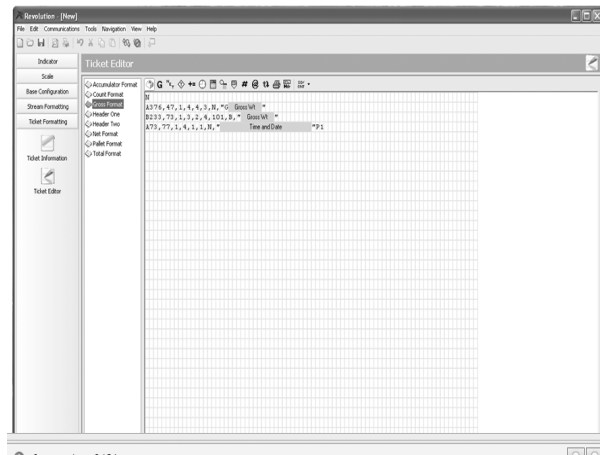 Revolution - [New]
File Edit Communications Tools Navigation View Help
Indicator
Scale
Base Configuration
Stream Formatting
Ticket Formatting
Ticket Information
Ticket Editor
Ticket Editor
Accumulator Format
Count Format
Gross Format
Header One
Header Two
Net Format
Pallet Format
Total Format
N
A376,47,1,4,4,3,N,"G Gross Wt "
B233,73,1,3,2,4,101,B," Gross Wt "
A73,77,1,4,1,1,N," Time and Date "P1